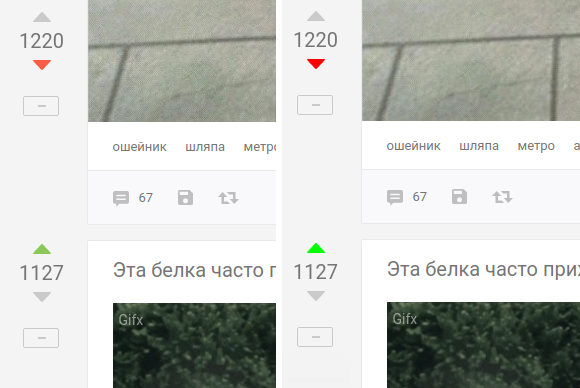 1220
ошейник шляпа метро
67
1127
Эта белка часто
Gifx
1220
ошейник шляпа метро
67
1127
Эта белка часто
Gifx